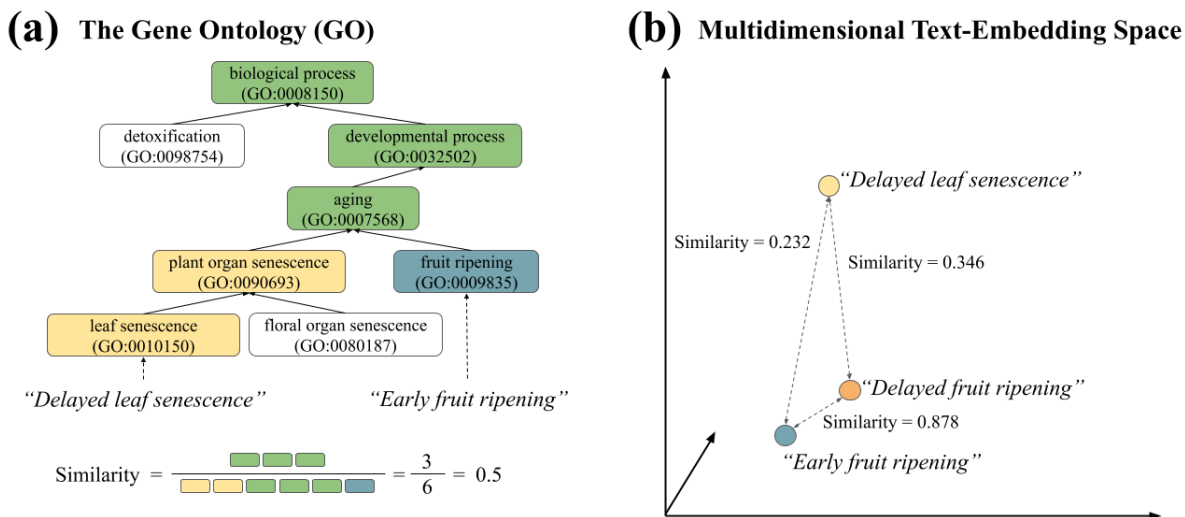 (a) The Gene Ontology (GO)
biological process
(GO:0008150)
detoxification
(GO:0098754)
developmental process
(GO:0032502)
aging
(GO:0007568)
plant organ senescence
(GO:0090693)
fruit ripening
(GO:0009835)
leaf senescence
(GO:0010150)
floral organ senescence
(GO:0080187)
“Delayed leaf senescence”
“Early fruit ripening”
Similarity = = 3/6 = 0.5
(b) Multidimensional Text-Embedding Space
“Delayed leaf senescence”
Similarity = 0.232
Similarity = 0.346
“Delayed fruit ripening”
Similarity = 0.878
“Early fruit ripening”